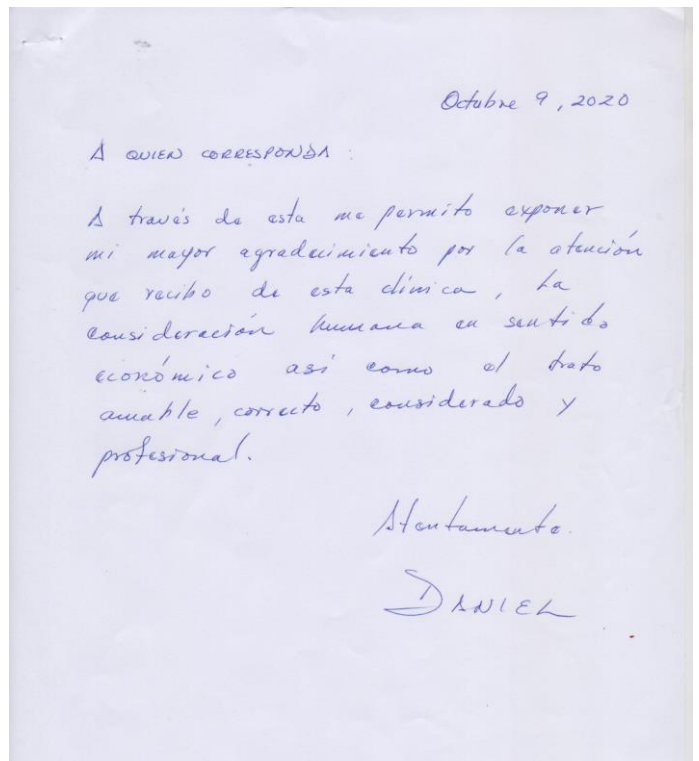 Octubre 9, 2020
A QUIEN CORRESPONDA :
A través de esta me permito exponer
mi mayor agradecimiento por la atención
que recibo de esta clínica, La
consideración humana en sentido
económico así como el trato
amable, correcto, considerado y
profesional.
Atentamente.
DANIEL